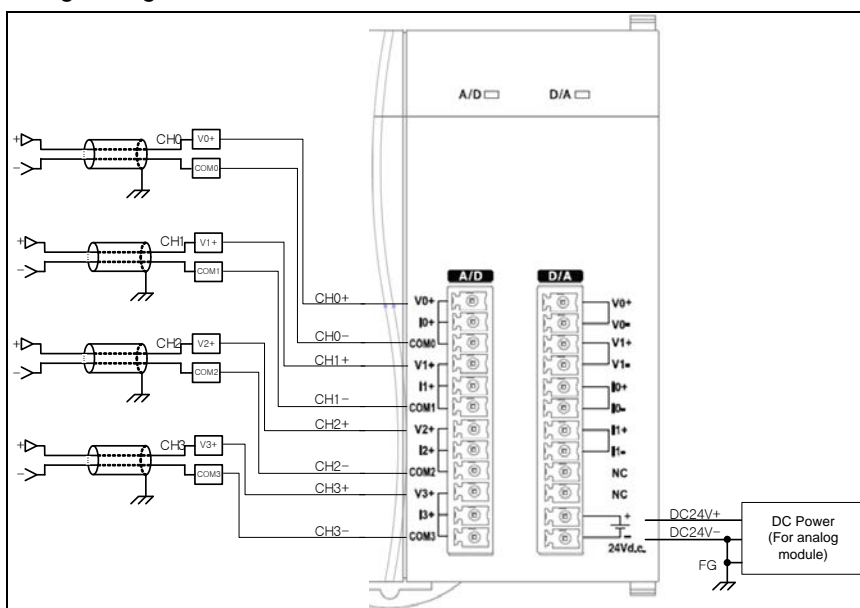 A/D D/A
+ CH0 V0+
- COM0
+ CH1 V1+
- COM1
+ CH2 V2+
- COM2
+ CH3 V3+
- COM3
CH0+
CH0-
CH1+
CH1-
CH2+
CH2-
CH3+
CH3-
A/D
V0+
I0+
COM0
V1+
I1+
COM1
V2+
I2+
COM2
V3+
I3+
COM3
D/A
V0+
V0-
V1+
V1-
I0+
I0-
I1+
I1-
NC
NC
+
-
24Vd.c.
DC24V+
DC24V-
FG
DC Power
(For analog
module)